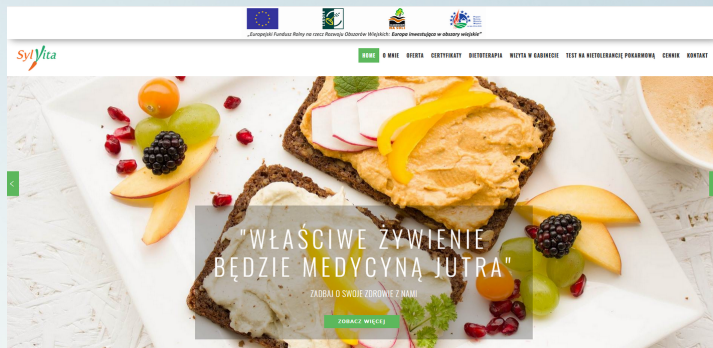 „Europejski Fundusz Rolny na rzecz Rozwoju Obszarów Wiejskich: Europa inwestująca w obszary wiejskie"
SylVita
HOME O MNIE OFERTA CERTYFIKATY DIETOTERAPIA WIZYTA W GABINECIE TEST NA NIETOLERANCJĘ POKARMOWĄ CENNIK KONTAKT
"WŁAŚCIWE ŻYWIENIE
BĘDZIE MEDYCYNĄ JUTRA"
ZADBAJ O SWOJE ZDROWIE Z NAMI
ZOBACZ WIĘCEJ